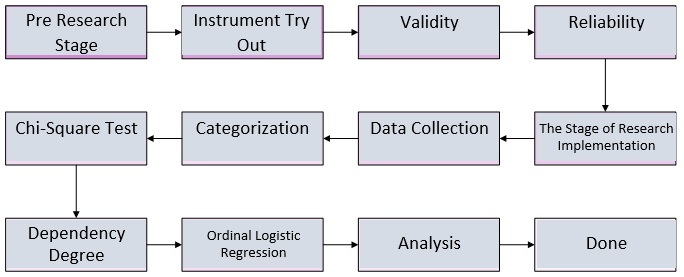 Pre Research
Stage
Instrument Try
Out
Validity
Reliability
The Stage of Research
Implementation
Data Collection
Categorization
Chi-Square Test
Dependency
Degree
Ordinal Logistic
Regression
Analysis
Done